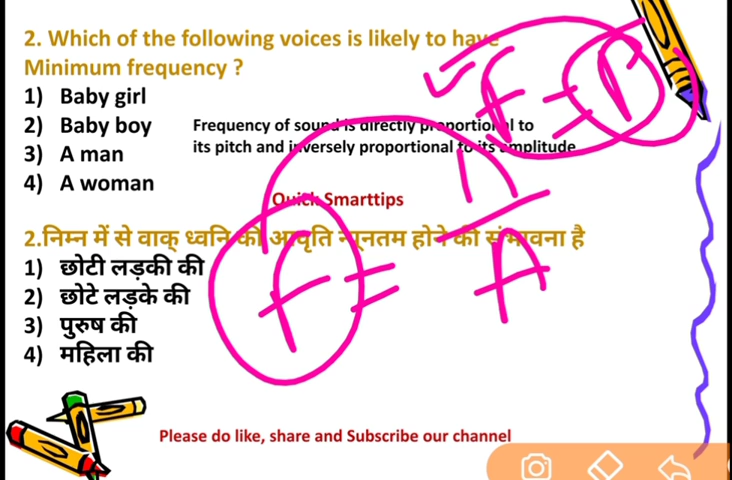 2. Which of the following voices is likely to have
Minimum frequency ?
1) Baby girl
2) Baby boy
3) A man
4) A woman
Frequency of sound is directly proportional to
its pitch and inversely proportional to its amplitude
Quick Smarttips
f = P
f = 1/A
2.निम्न में से वाक् ध्वनि की आवृति न्यूनतम होने की संभावना है
1) छोटी लड़की की
2) छोटे लड़के की
3) पुरुष की
4) महिला की
Please do like, share and Subscribe our channel